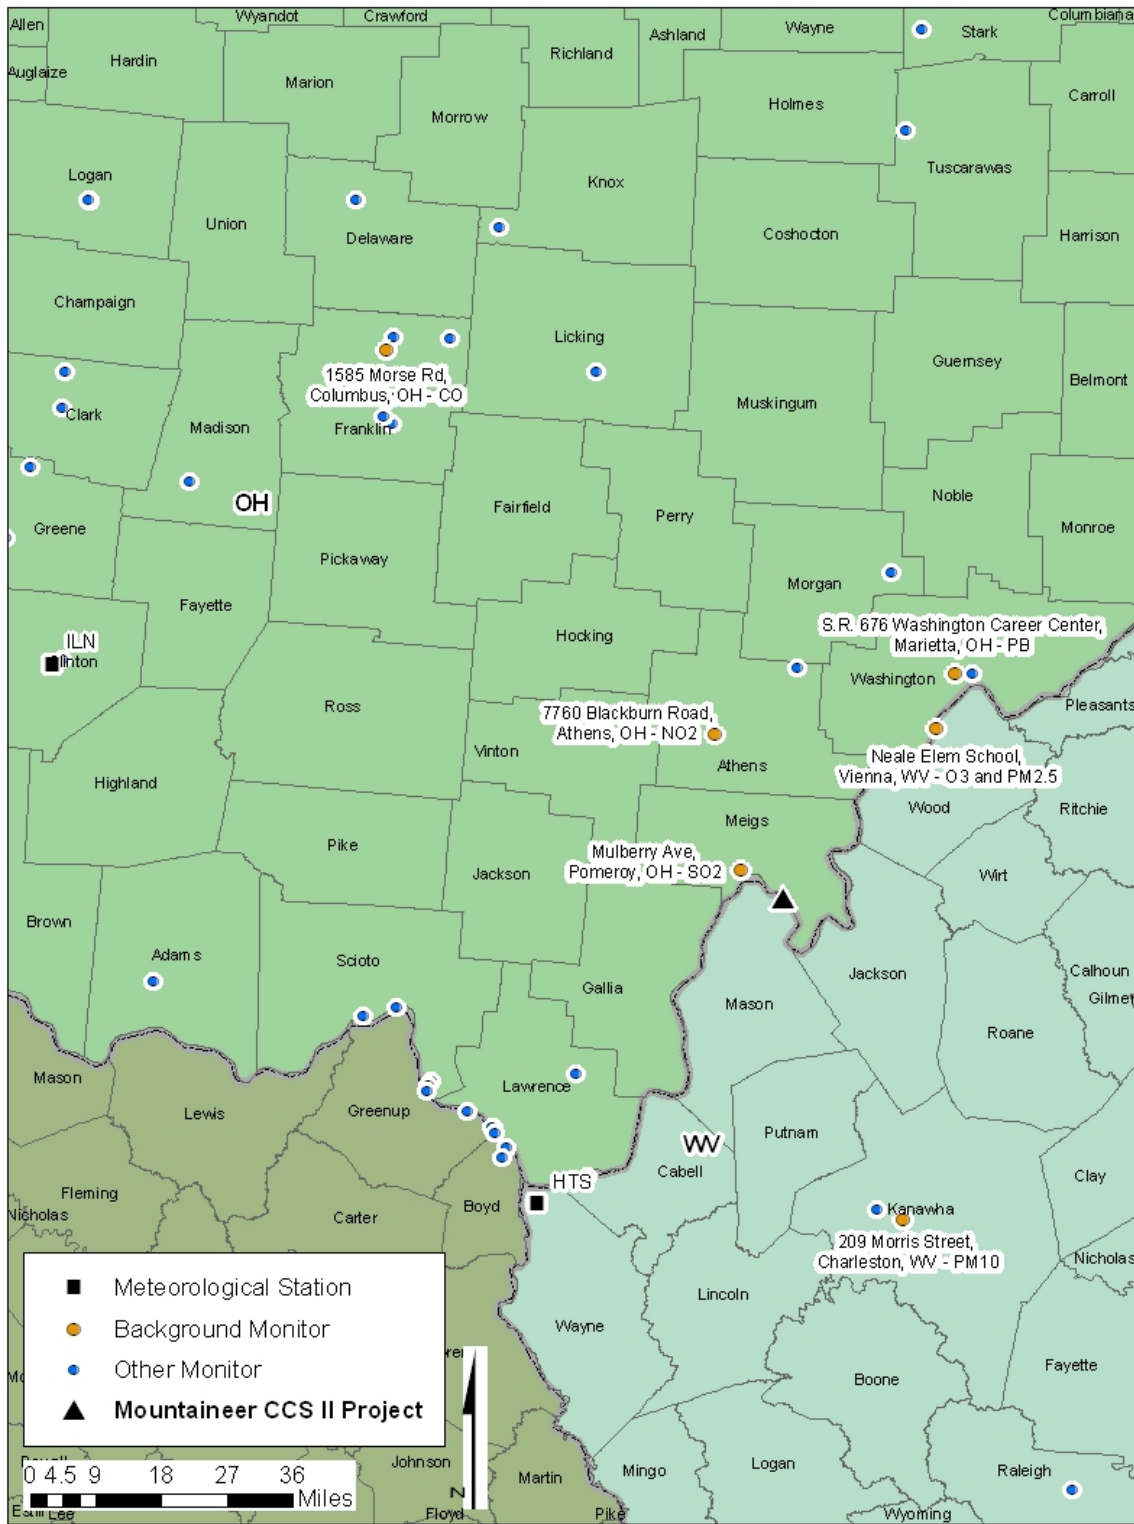 Allen
Wyandot
Crawford
Columbiana
Ashland
Wayne
Stark
Richland
Hardin
Auglaize
Marion
Holmes
Carroll
Morrow
Tuscarawas
Logan
Knox
Union
Delaware
Coshocton
Harrison
Champaign
Licking
Guernsey
Belmont
1585 Morse Rd,
Columbus, OH - CO
Muskingum
Clark
Madison
Franklin
OH
Fairfield
Noble
Perry
Greene
Monroe
Pickaway
Morgan
Fayette
S.R. 676 Washington Career Center,
Marietta, OH - PB
Hocking
ILN
Clinton
Washington
Ross
7760 Blackburn Road,
Athens, OH - NO2
Pleasants
Vinton
Athens
Neale Elem School,
Vienna, WV - O3 and PM2.5
Highland
Wood
Ritchie
Meigs
Pike
Mulberry Ave,
Pomeroy, OH - SO2
Jackson
Wirt
Brown
Adams
Scioto
Jackson
Calhoun
Gallia
Gilmer
Mason
Roane
Mason
Lawrence
Lewis
Greenup
Putnam
WV
Cabell
Clay
HTS
Fleming
Nicholas
Boyd
Carter
Kanawha
209 Morris Street,
Charleston, WV - PM10
Nicholas
Lincoln
Wayne
Boone
Fayette
Meteorological Station
Background Monitor
Other Monitor
Mountaineer CCS II Project
Johnson
Martin
Mingo
Logan
Raleigh
0 4.5 9 18 27 36
Miles
N
Estill
Lee
Floyd
Pike
Wyoming